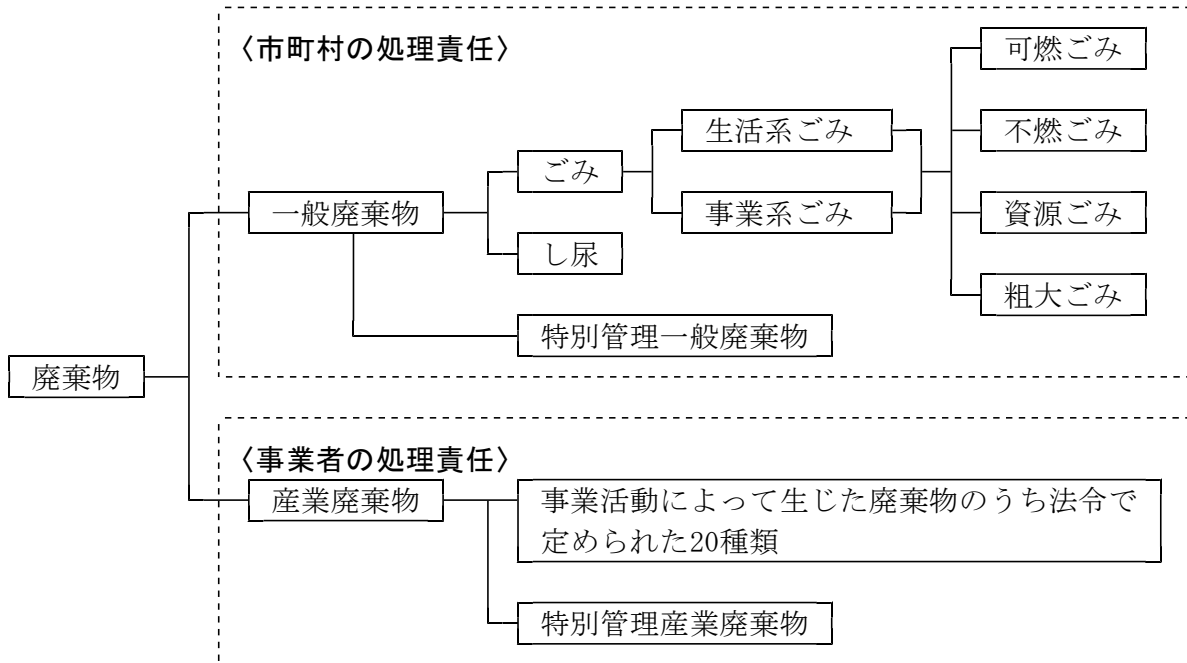 〈市町村の処理責任〉
可燃ごみ
生活系ごみ
不燃ごみ
ごみ
一般廃棄物
事業系ごみ
資源ごみ
し尿
粗大ごみ
特別管理一般廃棄物
廃棄物
〈事業者の処理責任〉
産業廃棄物
事業活動によって生じた廃棄物のうち法令で
定められた20種類
特別管理産業廃棄物